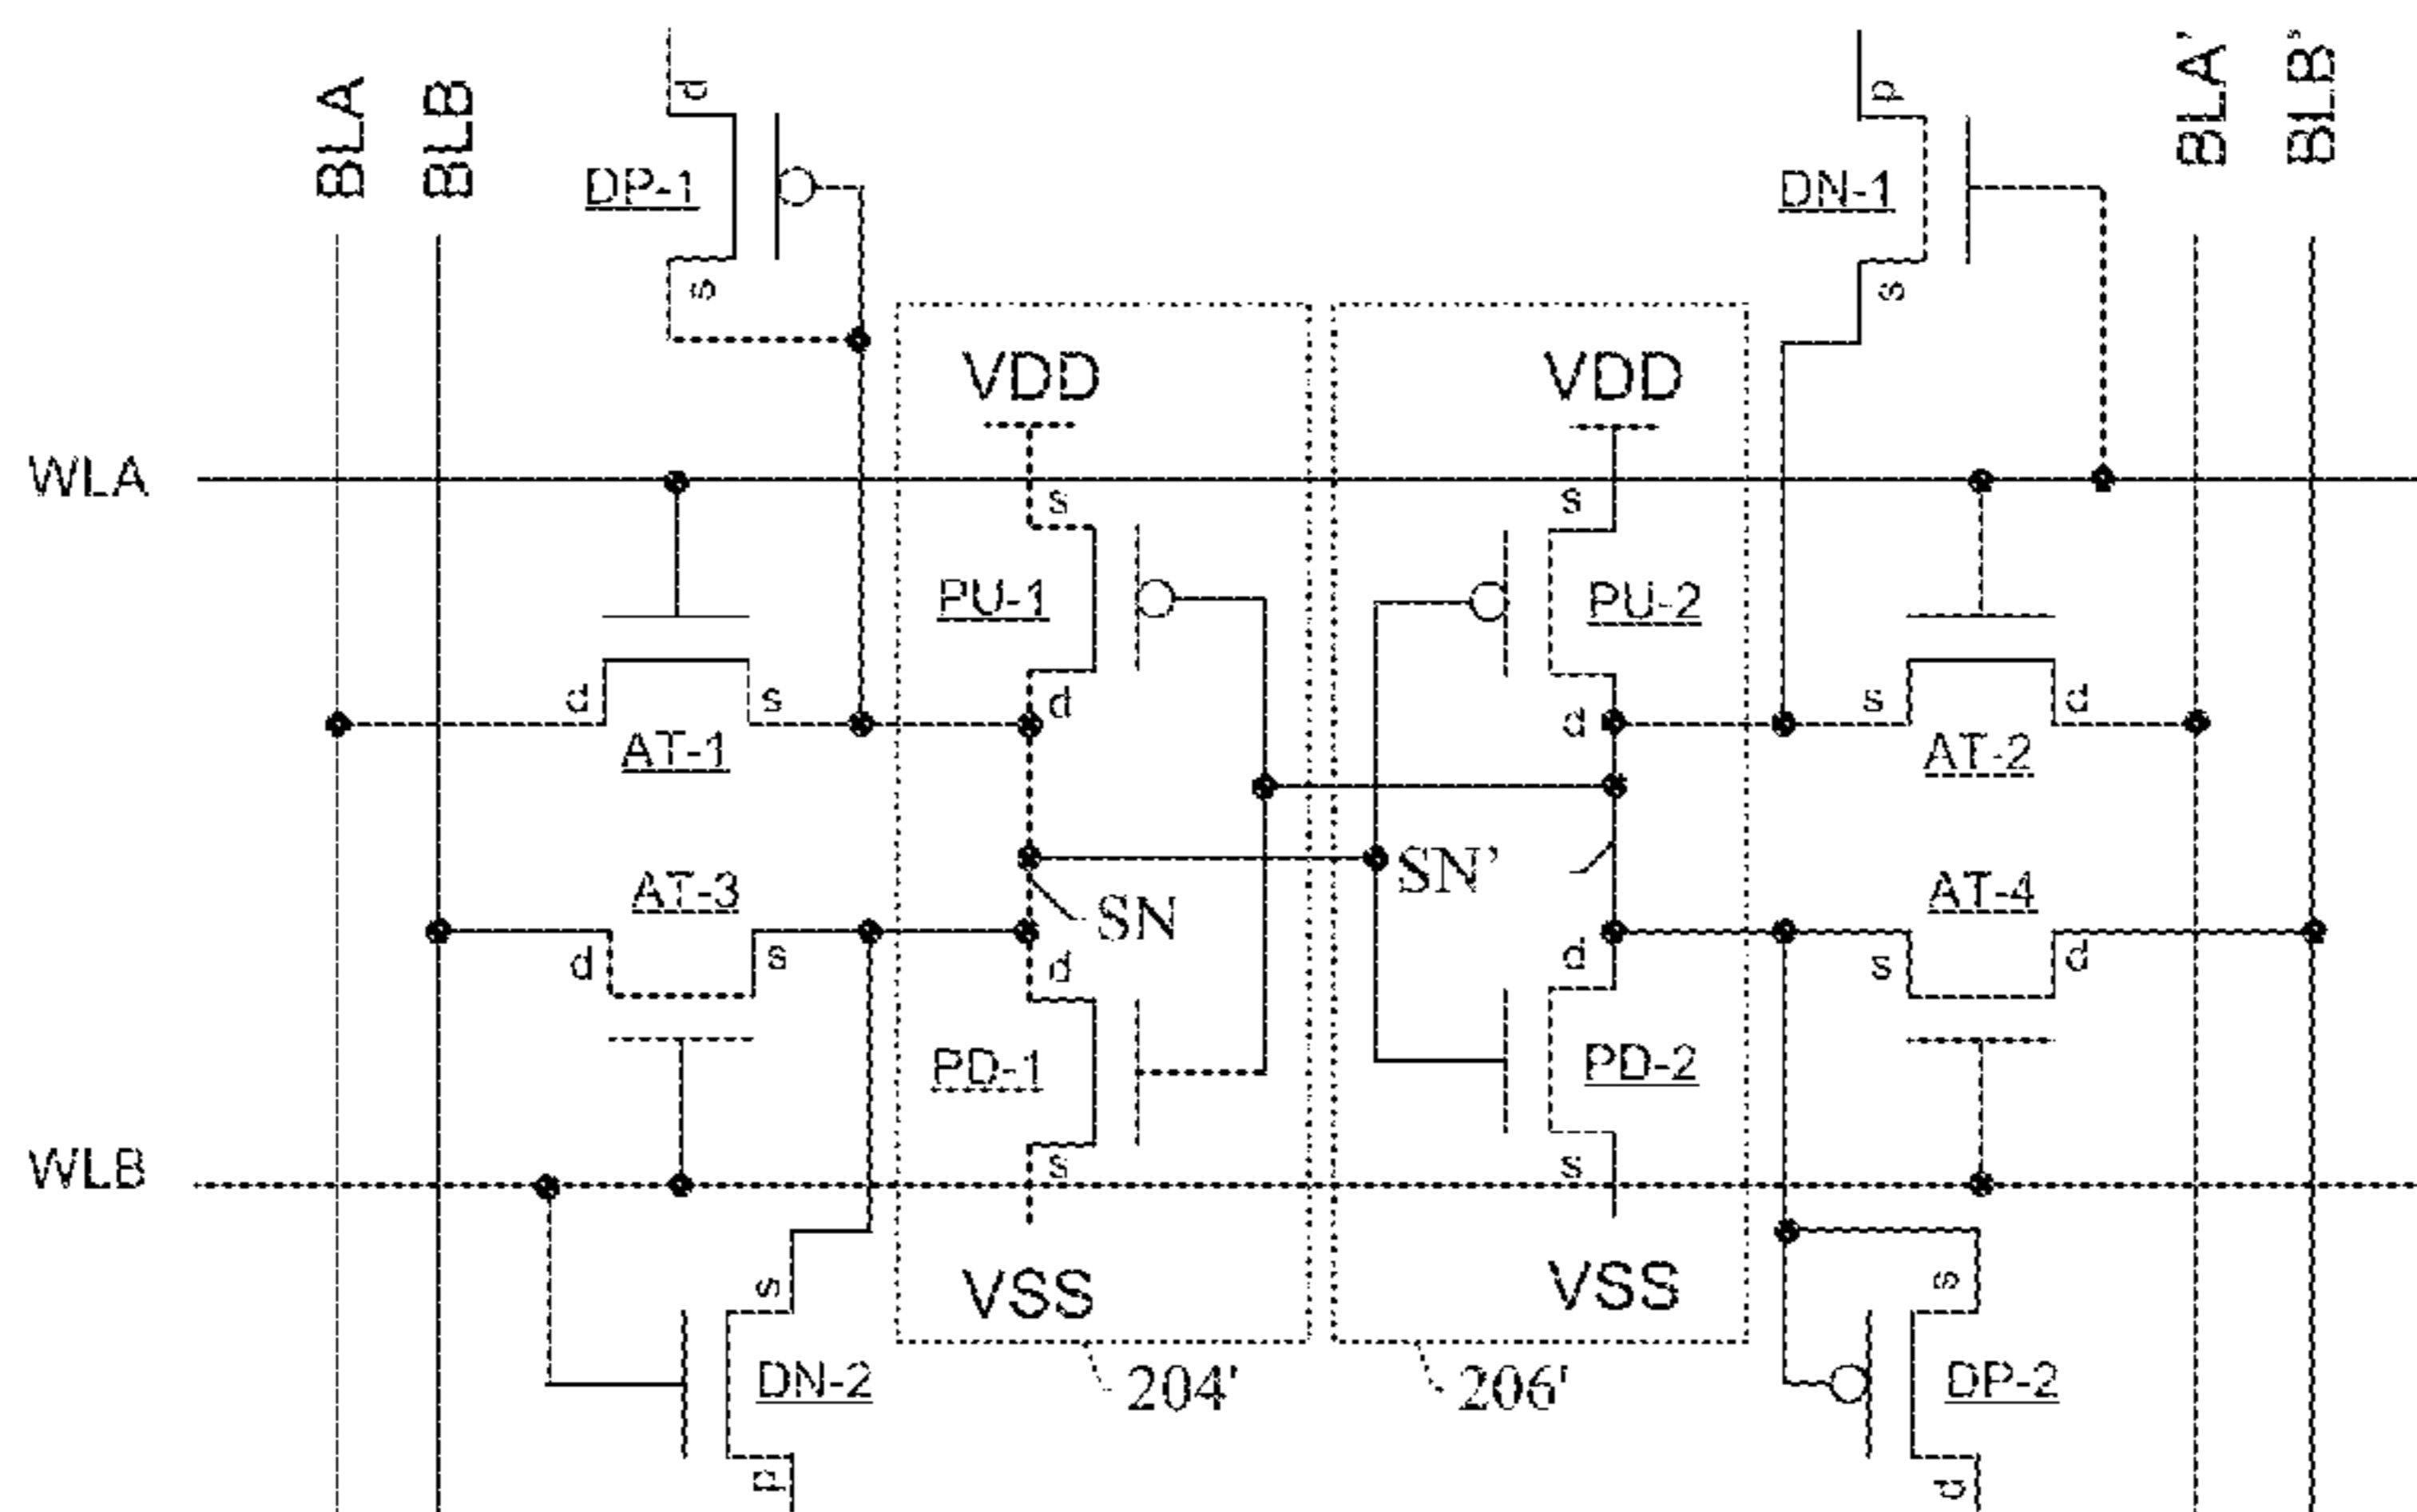 BLA
BLB
d
DP-1
s
p
DN-1
s
BLA'
BLB'
VDD
VDD
WLA
s
s
PU-1
PU-2
d
s
d
d
s
d
AT-1
AT-2
AT-3
SN
SN'
AT-4
d
s
d
d
s
d
PD-1
PD-2
WLB
s
s
VSS
VSS
s
s
DN-2
204'
206'
DP-2
p
d